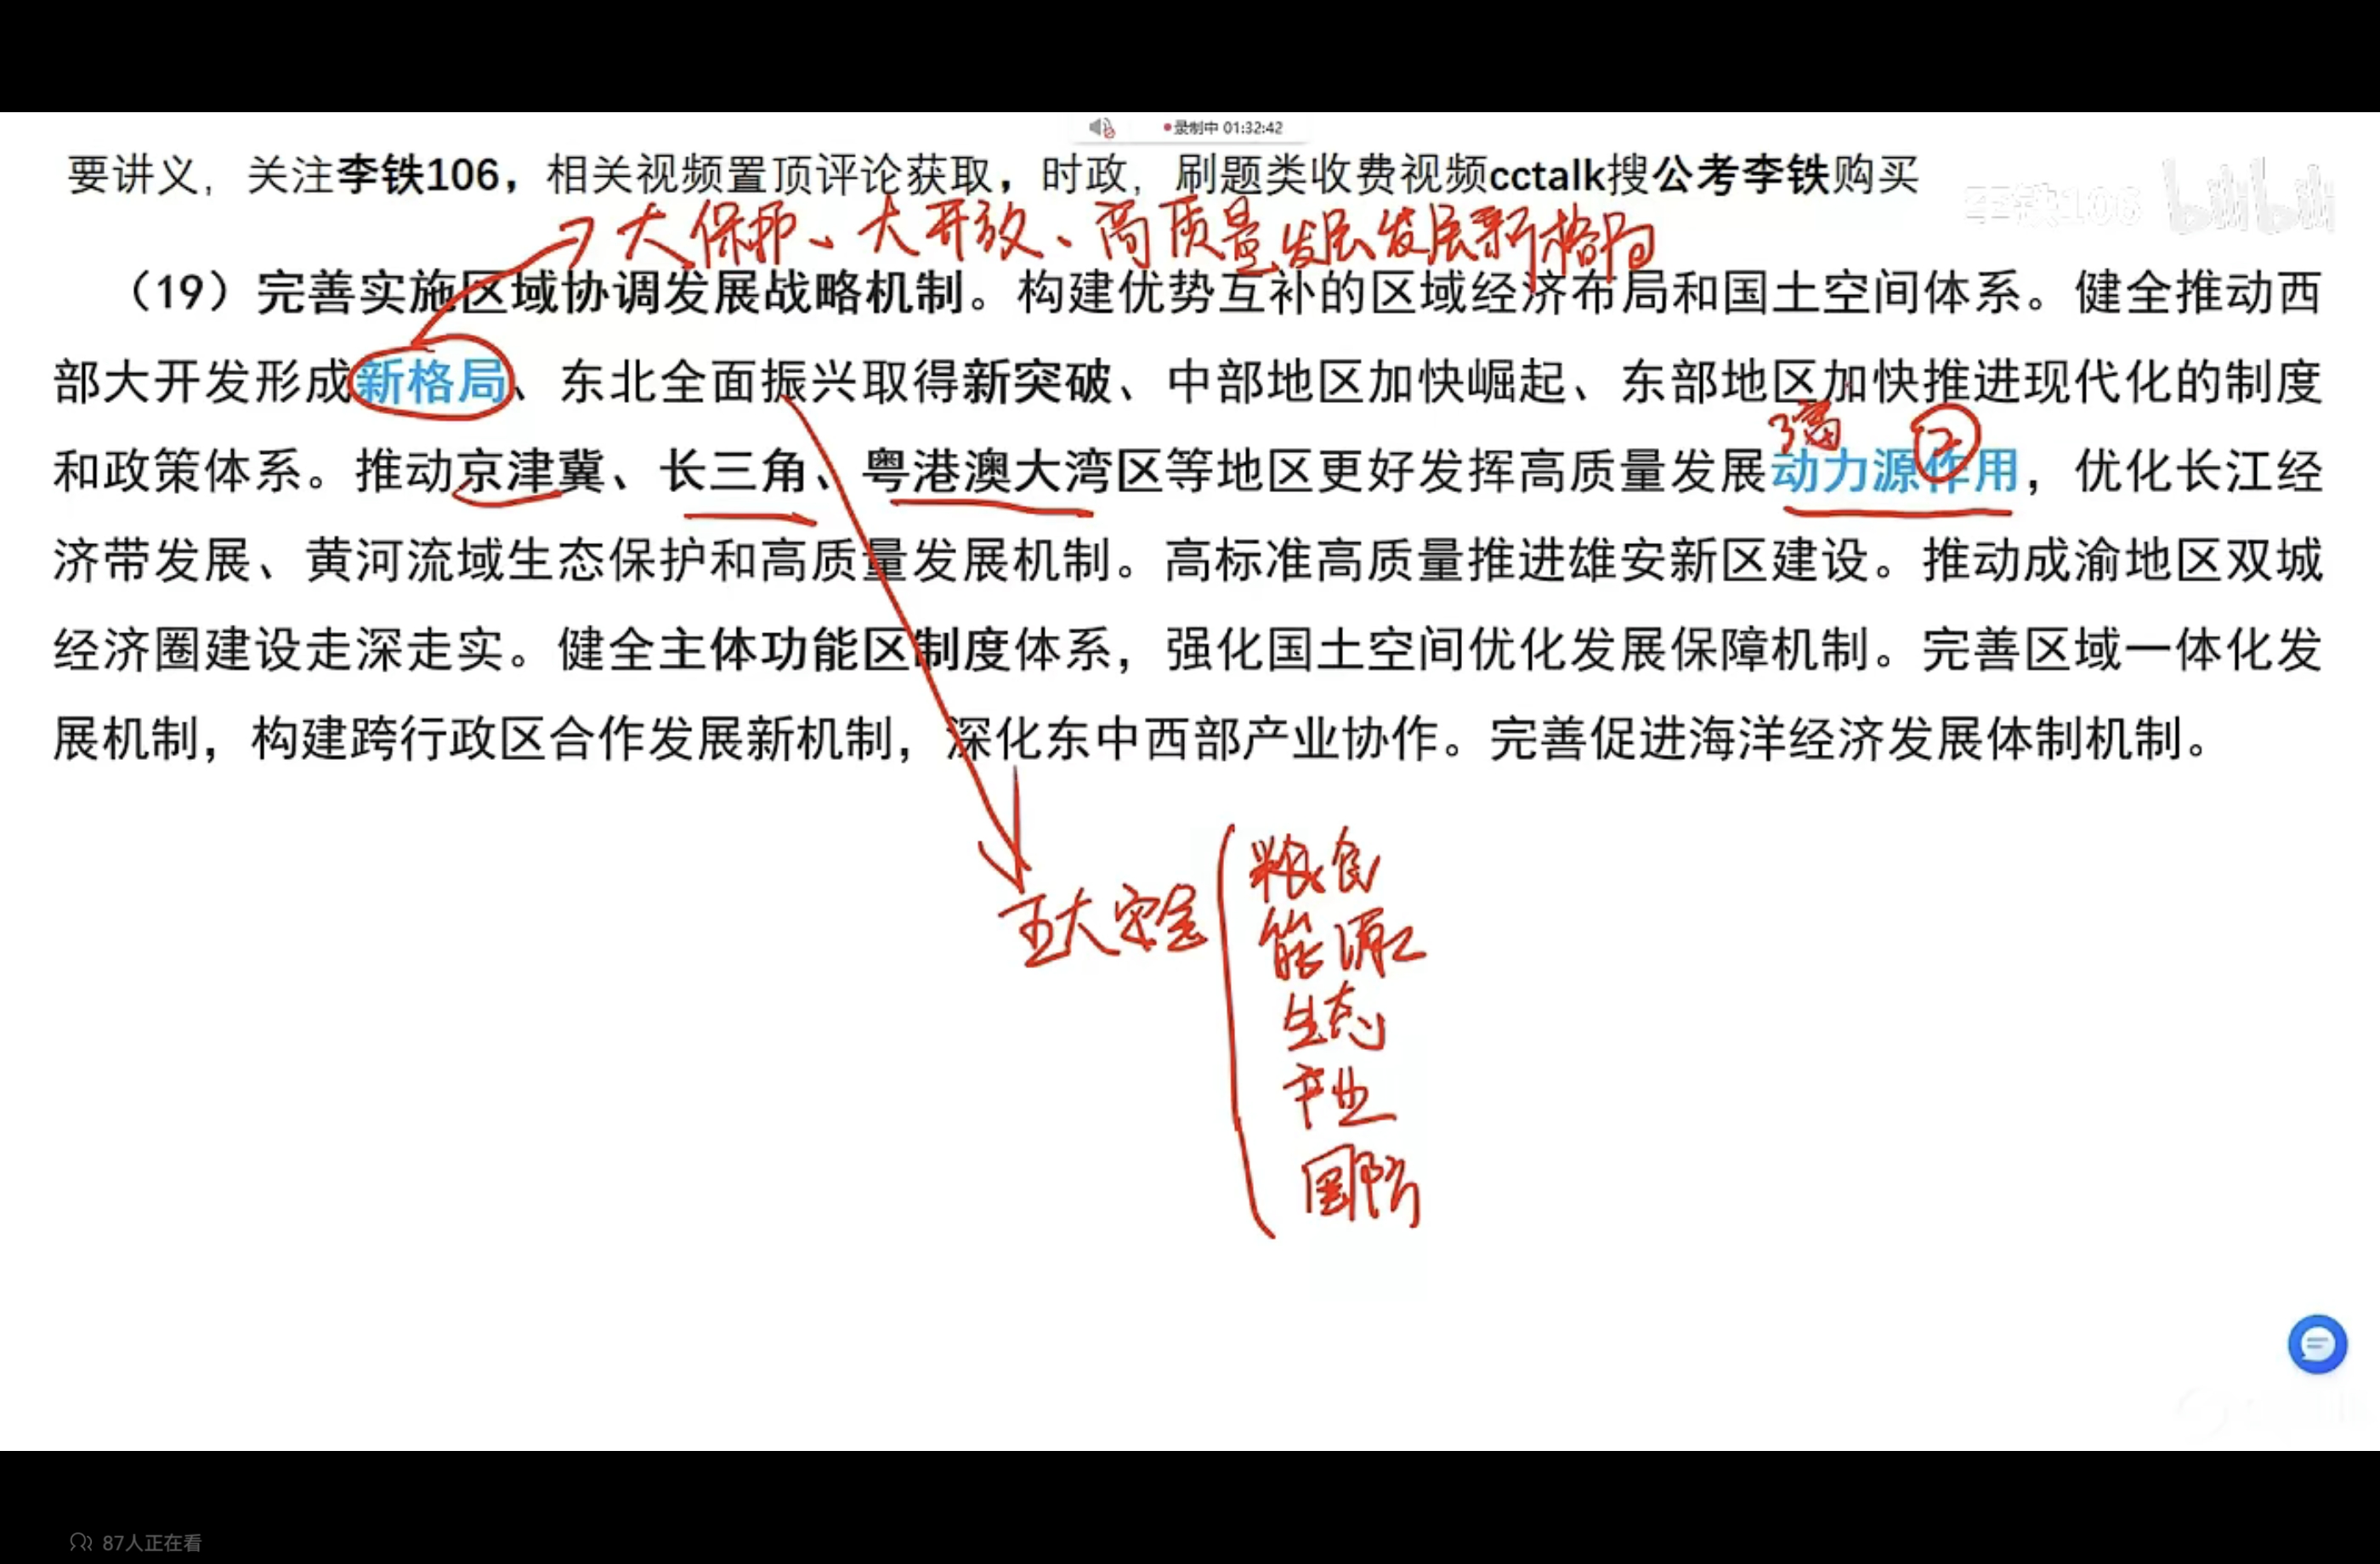 录制中 01:32:42
要讲义，关注李铁106，相关视频置顶评论获取，时政，刷题类收费视频cctalk搜公考李铁购买
李铁106 bilibili
大保护、大开放、高质量发展发展新格局
（19）完善实施区域协调发展战略机制。构建优势互补的区域经济布局和国土空间体系。健全推动西
部大开发形成新格局、东北全面振兴取得新突破、中部地区加快崛起、东部地区加快推进现代化的制度
和政策体系。推动京津冀、长三角、粤港澳大湾区等地区更好发挥高质量发展动力源作用，优化长江经
济带发展、黄河流域生态保护和高质量发展机制。高标准高质量推进雄安新区建设。推动成渝地区双城
经济圈建设走深走实。健全主体功能区制度体系，强化国土空间优化发展保障机制。完善区域一体化发
展机制，构建跨行政区合作发展新机制，深化东中西部产业协作。完善促进海洋经济发展体制机制。
五大安全
粮食
能源
生态
产业
国防
87人正在看